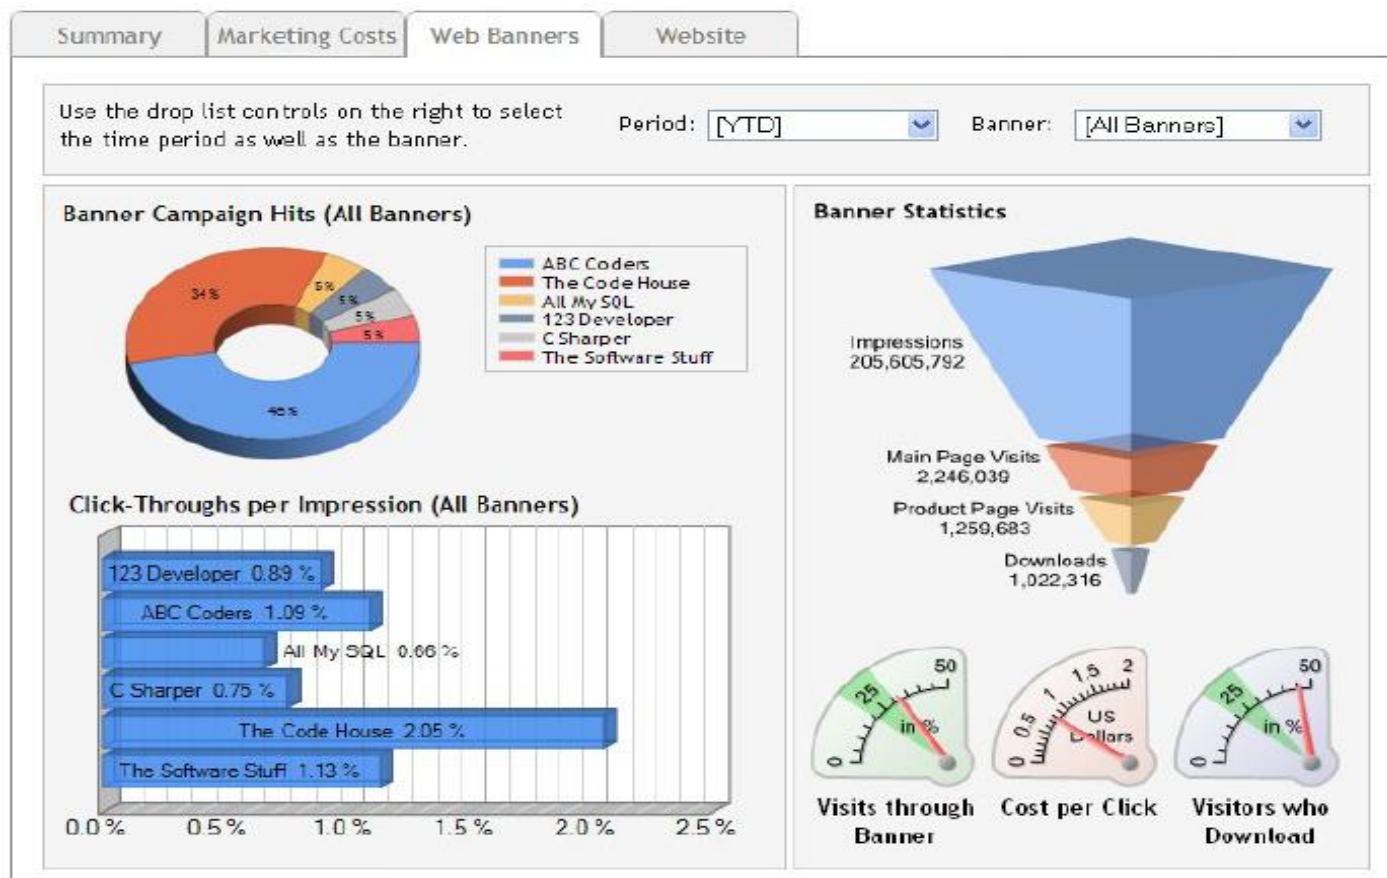 Summary
Marketing Costs
Web Banners
Website
Use the drop list controls on the right to select
the time period as well as the banner.
Period:
[YTD]
Banner:
[All Banners]
Banner Campaign Hits (All Banners)
34%
5%
5%
5%
5%
ABC Coders
The Code House
All My SQL
123 Developer
C Sharper
The Software Stuff
Click-Throughs per Impression (All Banners)
123 Developer 0.89 %
ABC Coders 1.09 %
All My SQL 0.66 %
C Sharper 0.75 %
The Code House 2.05 %
The Software Stuff 1.13 %
0.0 %
0.5 %
1.0 %
1.5 %
2.0 %
2.5 %
Banner Statistics
Impressions
205,605,792
Main Page Visits
2,246,039
Product Page Visits
1,259,683
Downloads
1,022,316
0
25
50
in %
Visits through
Banner
0
0.5
1
1.5
2
US
Dollars
Cost per Click
0
25
50
in %
Visitors who
Download